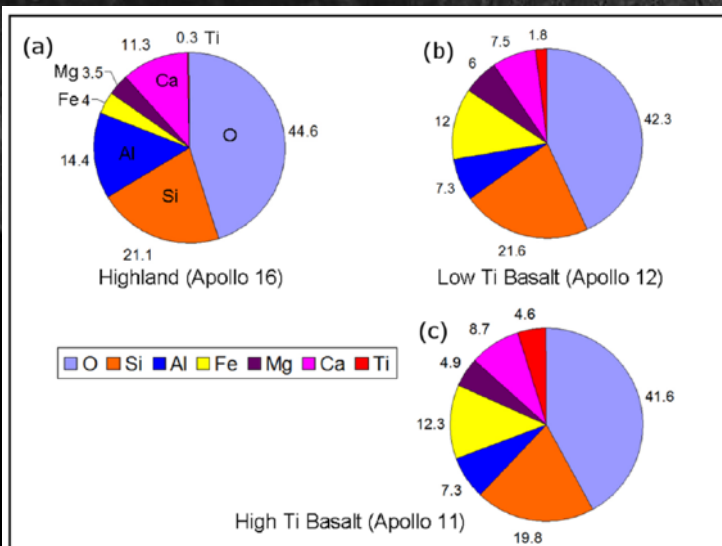 (a)
11.3
0.3 Ti
Mg 3.5
Ca
Fe 4
O
44.6
14.4
Al
Si
21.1
Highland (Apollo 16)
(b)
7.5
1.8
6
12
42.3
7.3
21.6
Low Ti Basalt (Apollo 12)
O Si Al Fe Mg Ca Ti
(c)
8.7
4.6
4.9
41.6
12.3
7.3
19.8
High Ti Basalt (Apollo 11)